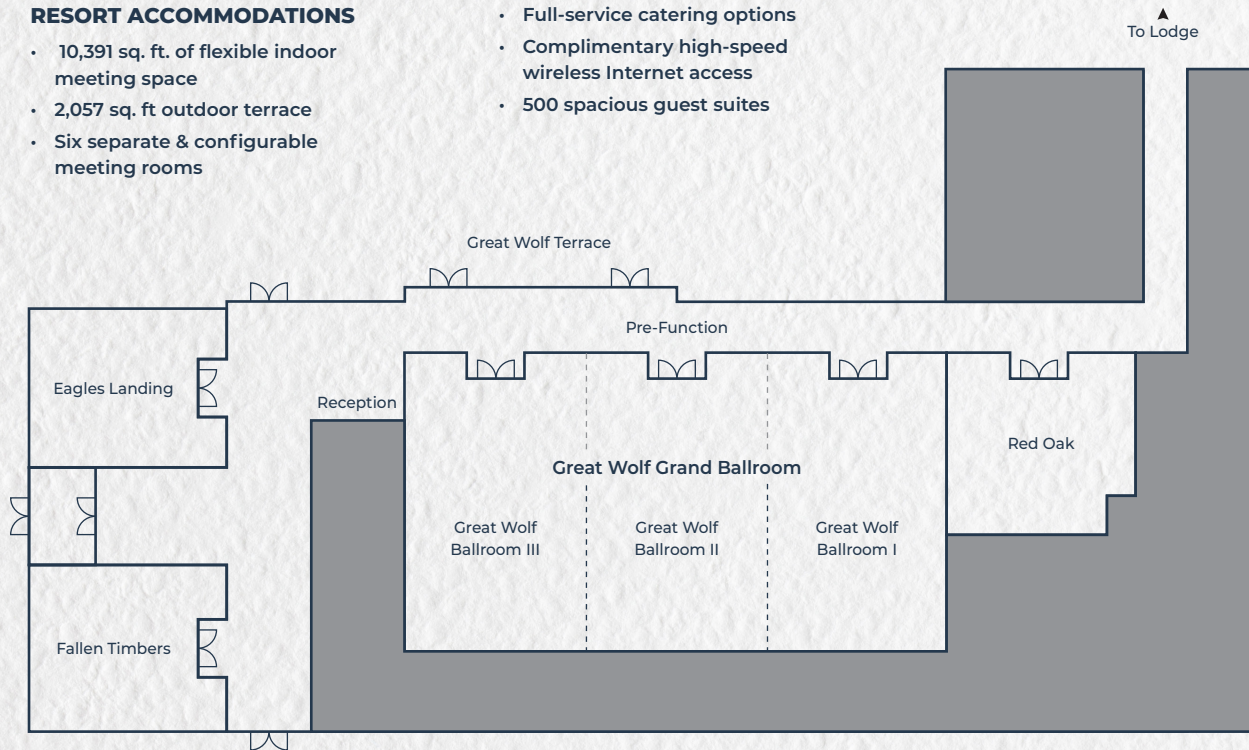 RESORT ACCOMMODATIONS
• 10,391 sq. ft. of flexible indoor
meeting space
• 2,057 sq. ft outdoor terrace
• Six separate & configurable
meeting rooms
• Full-service catering options
• Complimentary high-speed
wireless Internet access
• 500 spacious guest suites
To Lodge
Great Wolf Terrace
Pre-Function
Eagles Landing
Reception
Red Oak
Great Wolf Grand Ballroom
Great Wolf
Ballroom III
Great Wolf
Ballroom II
Great Wolf
Ballroom I
Fallen Timbers